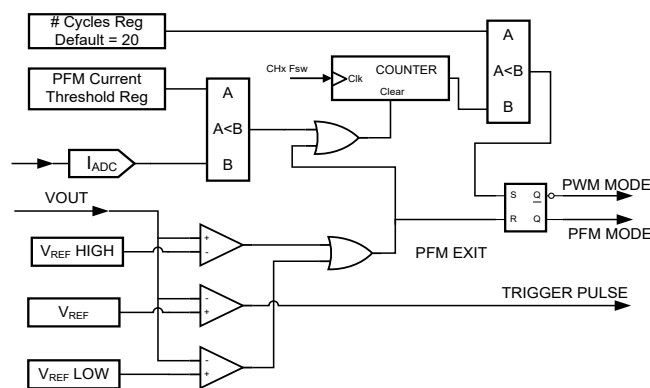 # Cycles Reg
Default = 20
PFM Current
Threshold Reg
A
A<B
B
CHx Fsw
COUNTER
Clk
Clear
A
A<B
B
IADC
VOUT
VREF HIGH
+
-
VREF
-
+
VREF LOW
-
+
PFM EXIT
S
Q
R
Q
PWM MODE
PFM MODE
TRIGGER PULSE